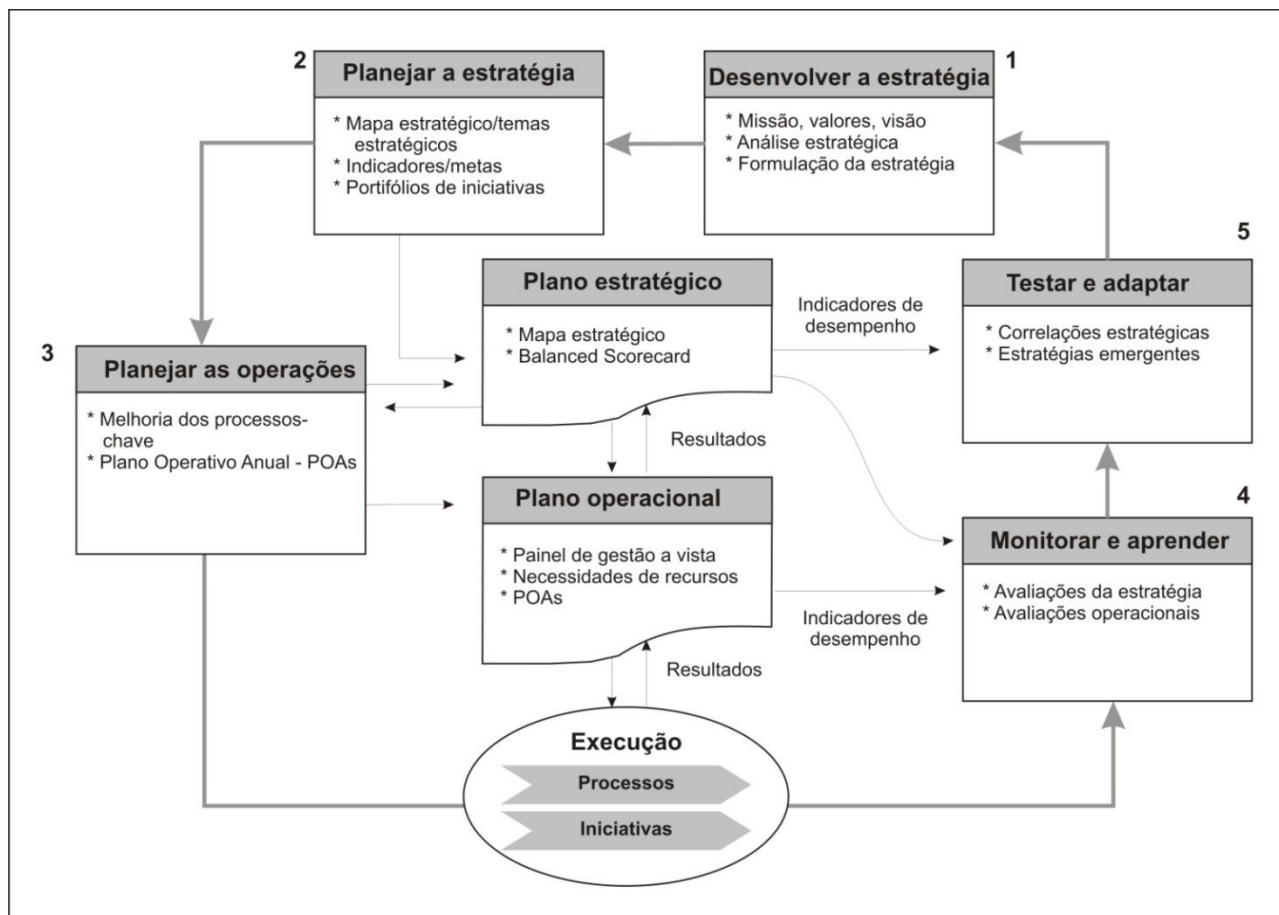 2
Planejar a estratégia
* Mapa estratégico/temas
estratégicos
* Indicadores/metas
* Portifólios de iniciativas
1
Desenvolver a estratégia
* Missão, valores, visão
* Análise estratégica
* Formulação da estratégia
5
Testar e adaptar
* Correlações estratégicas
* Estratégias emergentes
Plano estratégico
* Mapa estratégico
* Balanced Scorecard
Indicadores de
desempenho
3
Planejar as operações
* Melhoria dos processos-
chave
* Plano Operativo Anual - POAs
Resultados
Plano operacional
* Painel de gestão a vista
* Necessidades de recursos
* POAs
Indicadores de
desempenho
4
Monitorar e aprender
* Avaliações da estratégia
* Avaliações operacionais
Resultados
Execução
Processos
Iniciativas